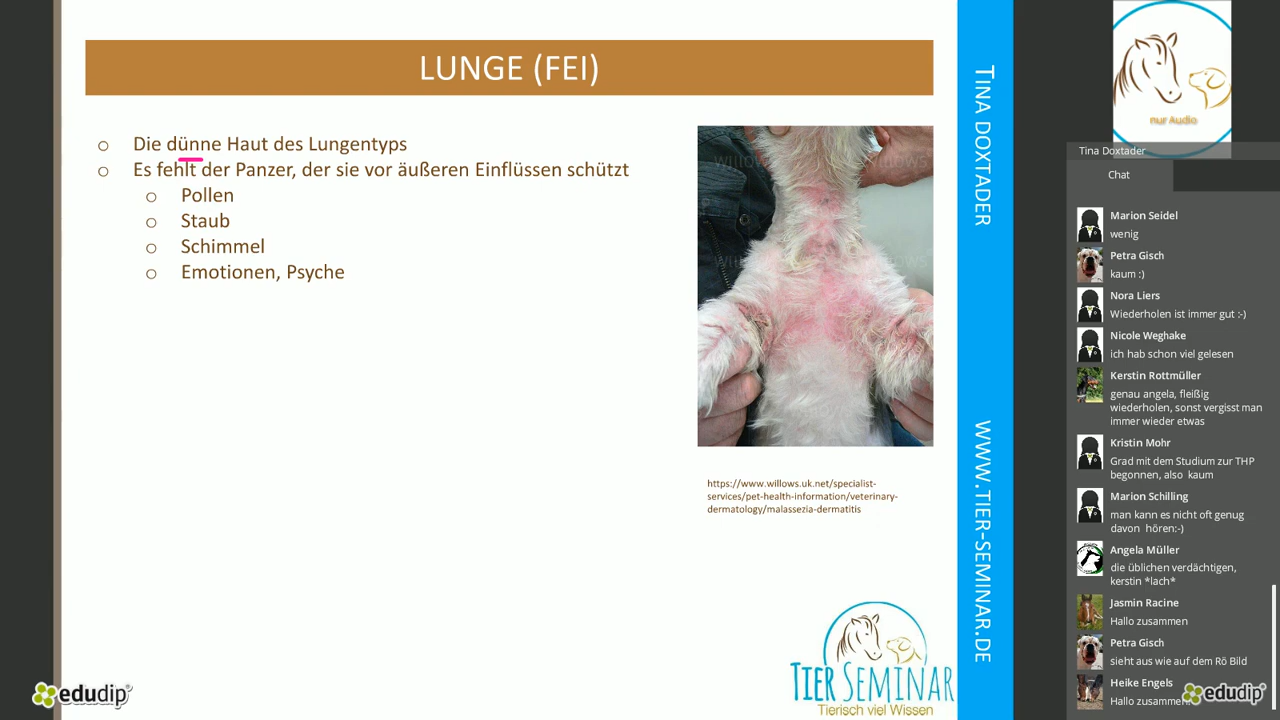 LUNGE (FEI)
Die dünne Haut des Lungentyps
Es fehlt der Panzer, der sie vor äußeren Einflüssen schützt
Pollen
Staub
Schimmel
Emotionen, Psyche
https://www.willows.uk.net/specialist-
services/pet-health-information/veterinary-
dermatology/malassezia-dermatitis
TIER SEMINAR
Tierisch viel Wissen
edudip
TINA DOXTADER
WWW.TIER-SEMINAR.DE
nur Audio
Tina Doxtader
Chat
Marion Seidel
wenig
Petra Gisch
kaum :)
Nora Liers
Wiederholen ist immer gut :-)
Nicole Weghake
ich hab schon viel gelesen
Kerstin Rottmüller
genau angela, fleißig
wiederholen, sonst vergisst man
immer wieder etwas
Kristin Mohr
Grad mit dem Studium zur THP
begonnen, also kaum
Marion Schilling
man kann es nicht oft genug
davon hören:-)
Angela Müller
die üblichen verdächtigen,
kerstin *lach*
Jasmin Racine
Hallo zusammen
Petra Gisch
sieht aus wie auf dem Rö Bild
Heike Engels
Hallo zusammen
edudip